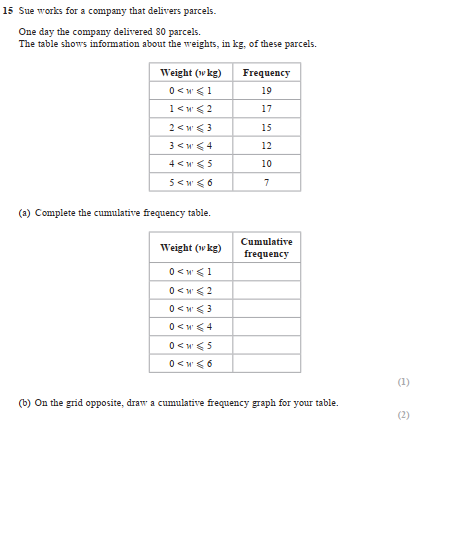 15 Sue works for a company that delivers parcels.
One day the company delivered 80 parcels.
The table shows information about the weights, in kg, of these parcels.
Weight (w kg) Frequency
0 < w ⩽ 1 19
1 < w ⩽ 2 17
2 < w ⩽ 3 15
3 < w ⩽ 4 12
4 < w ⩽ 5 10
5 < w ⩽ 6 7
(a) Complete the cumulative frequency table.
Weight (w kg) Cumulative frequency
0 < w ⩽ 1
0 < w ⩽ 2
0 < w ⩽ 3
0 < w ⩽ 4
0 < w ⩽ 5
0 < w ⩽ 6
(1)
(b) On the grid opposite, draw a cumulative frequency graph for your table.
(2)